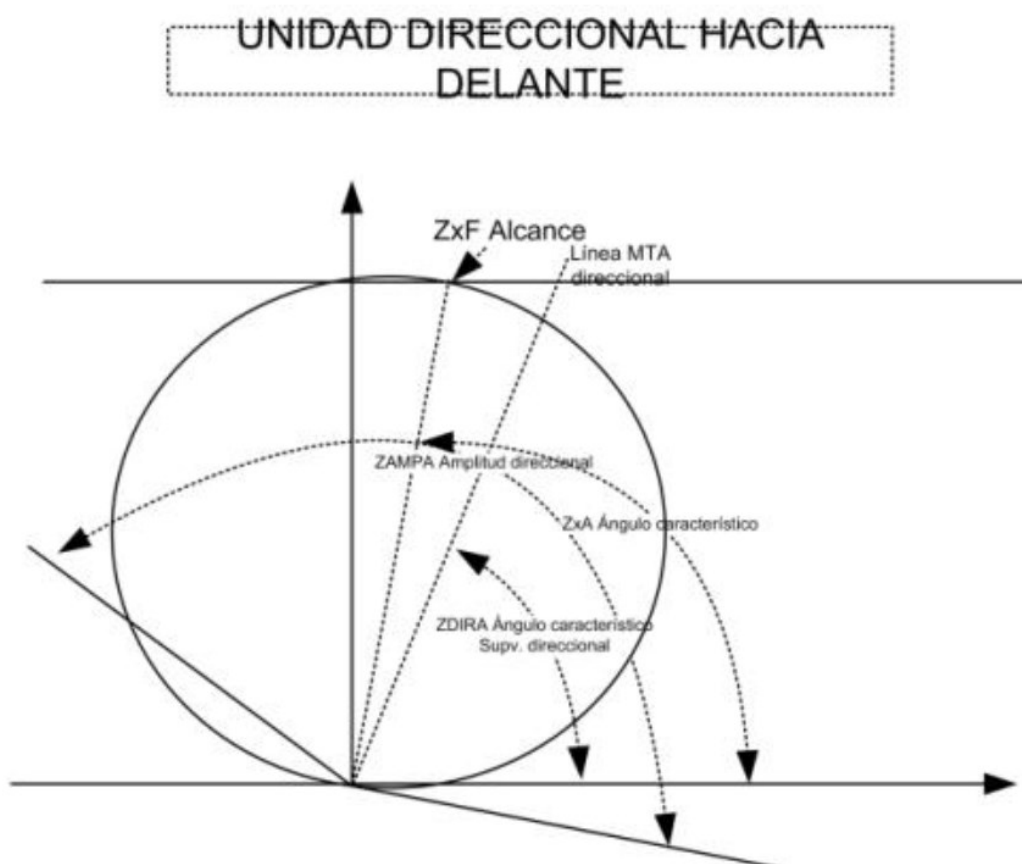 UNIDAD DIRECCIONAL HACIA
DELANTE
ZxF Alcance
Línea MTA
direccional
ZAMPA Amplitud direccional
ZxA Ángulo característico
ZDIRA Ángulo característico
Supv. direccional